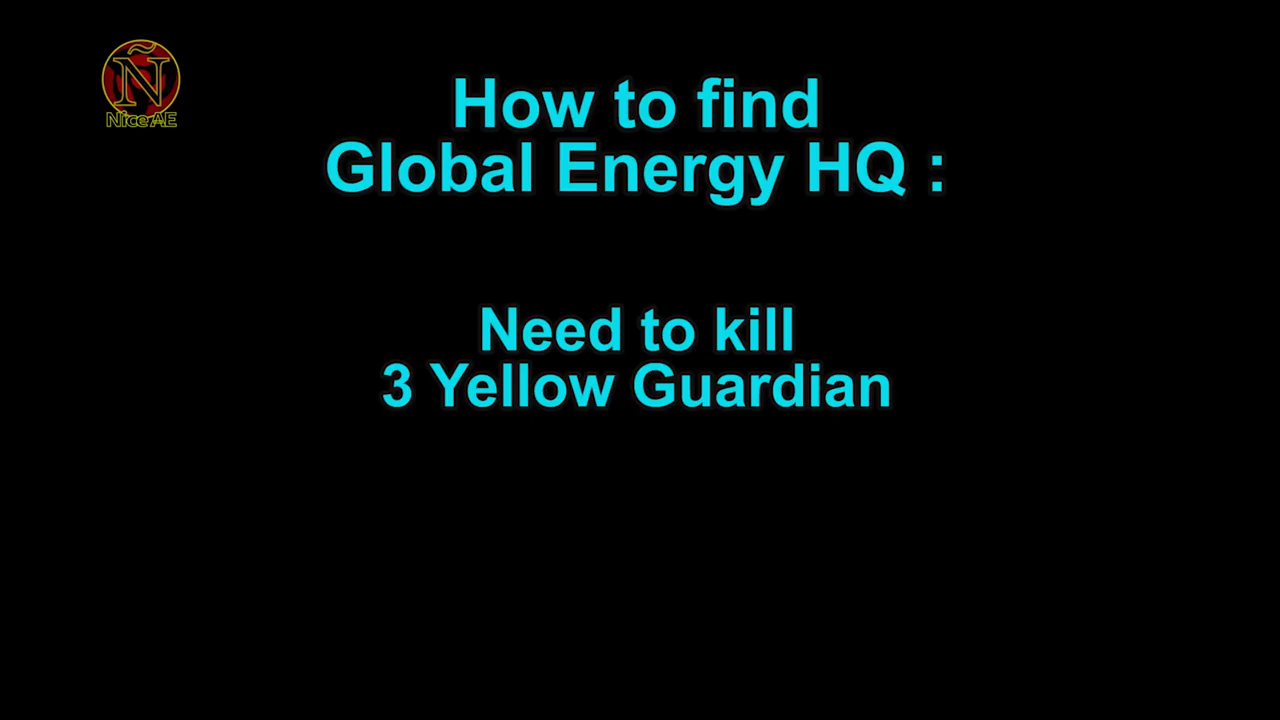 Ñ
NiceAE
How to find
Global Energy HQ :
Need to kill
3 Yellow Guardian